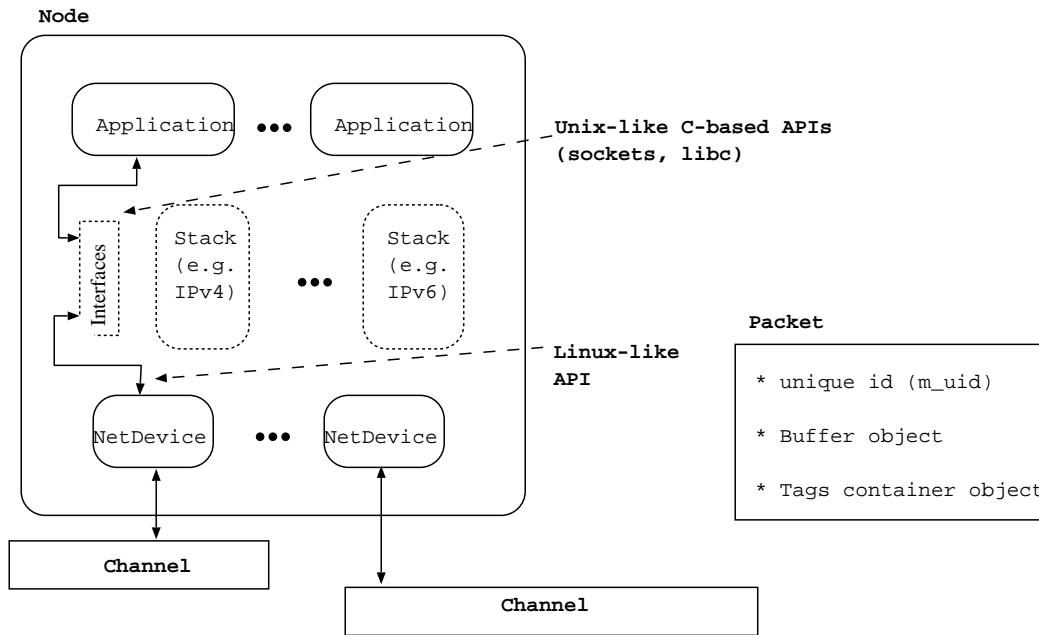 Node
Application ••• Application
Unix-like C-based APIs
(sockets, libc)
Interfaces
Stack
(e.g.
IPv4)
•••
Stack
(e.g.
IPv6)
Linux-like
API
NetDevice ••• NetDevice
Channel
Channel
Packet
* unique id (m_uid)
* Buffer object
* Tags container object